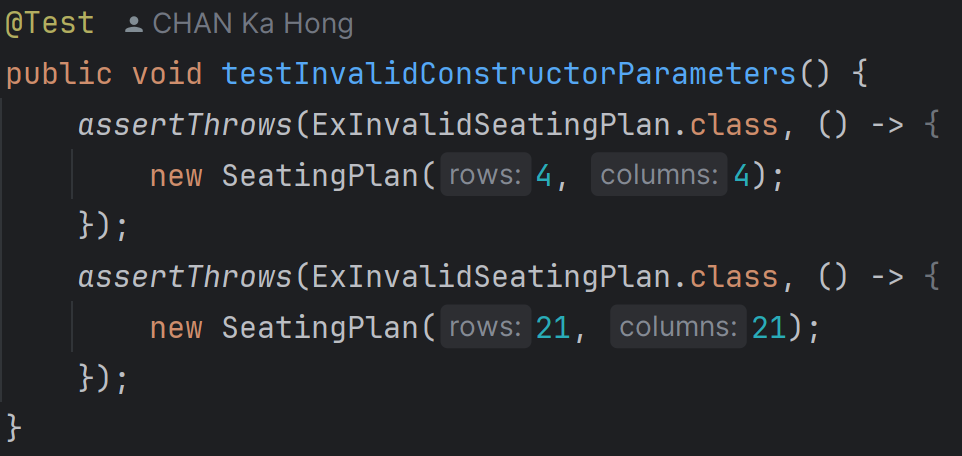 @Test CHAN Ka Hong
public void testInvalidConstructorParameters() {
    assertThrows(ExInvalidSeatingPlan.class, () -> {
        new SeatingPlan( rows: 4, columns: 4);
    });
    assertThrows(ExInvalidSeatingPlan.class, () -> {
        new SeatingPlan( rows: 21, columns: 21);
    });
}